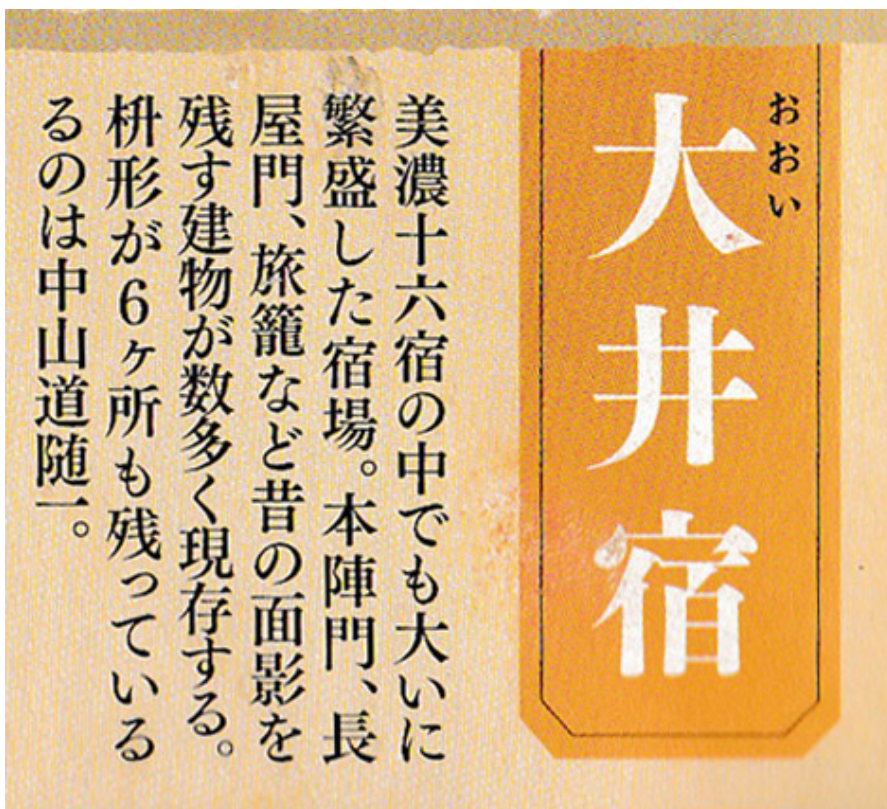 おおい
大井宿
美濃十六宿の中でも大いに
繁盛した宿場。本陣門、長
屋門、旅籠など昔の面影を
残す建物が数多く現存する。
枡形が6ヶ所も残っている
るのは中山道随一。